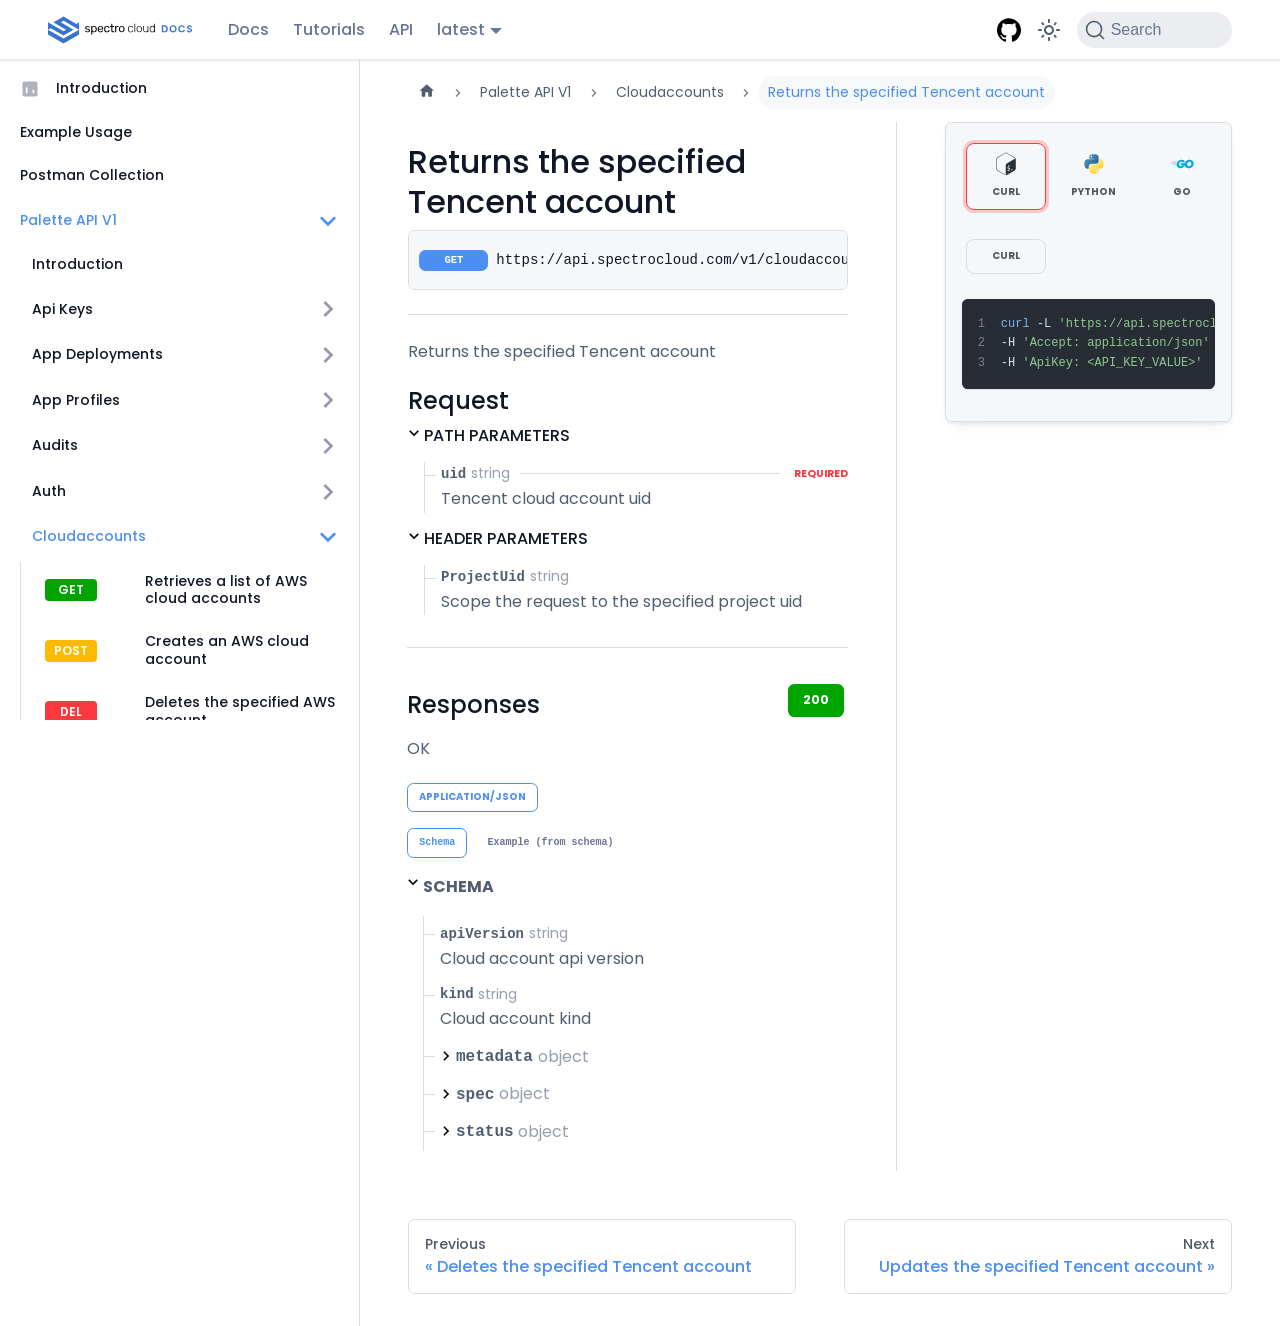 spectro cloud DOCS
Docs
Tutorials
API
latest
Search
Introduction
Example Usage
Postman Collection
Palette API V1
Introduction
Api Keys
App Deployments
App Profiles
Audits
Auth
Cloudaccounts
GET
Retrieves a list of AWS
cloud accounts
POST
Creates an AWS cloud
account
DEL
Deletes the specified AWS
account
Palette API V1
Cloudaccounts
Returns the specified Tencent account
Returns the specified
Tencent account
GET https://api.spectrocloud.com/v1/cloudaccou
Returns the specified Tencent account
Request
PATH PARAMETERS
uid string REQUIRED
Tencent cloud account uid
HEADER PARAMETERS
ProjectUid string
Scope the request to the specified project uid
Responses
200
OK
APPLICATION/JSON
Schema
Example (from schema)
SCHEMA
apiVersion string
Cloud account api version
kind string
Cloud account kind
metadata object
spec object
status object
CURL
PYTHON
GO
CURL
1 curl -L 'https://api.spectrocl
2 -H 'Accept: application/json'
3 -H 'ApiKey: <API_KEY_VALUE>'
Previous
« Deletes the specified Tencent account
Next
Updates the specified Tencent account »